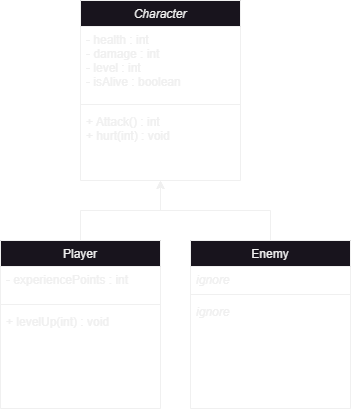 Character
- health : int
- damage : int
- level : int
- isAlive : boolean
+ Attack() : int
+ hurt(int) : void
Player
- experiencePoints : int
+ levelUp(int) : void
Enemy
ignore
ignore